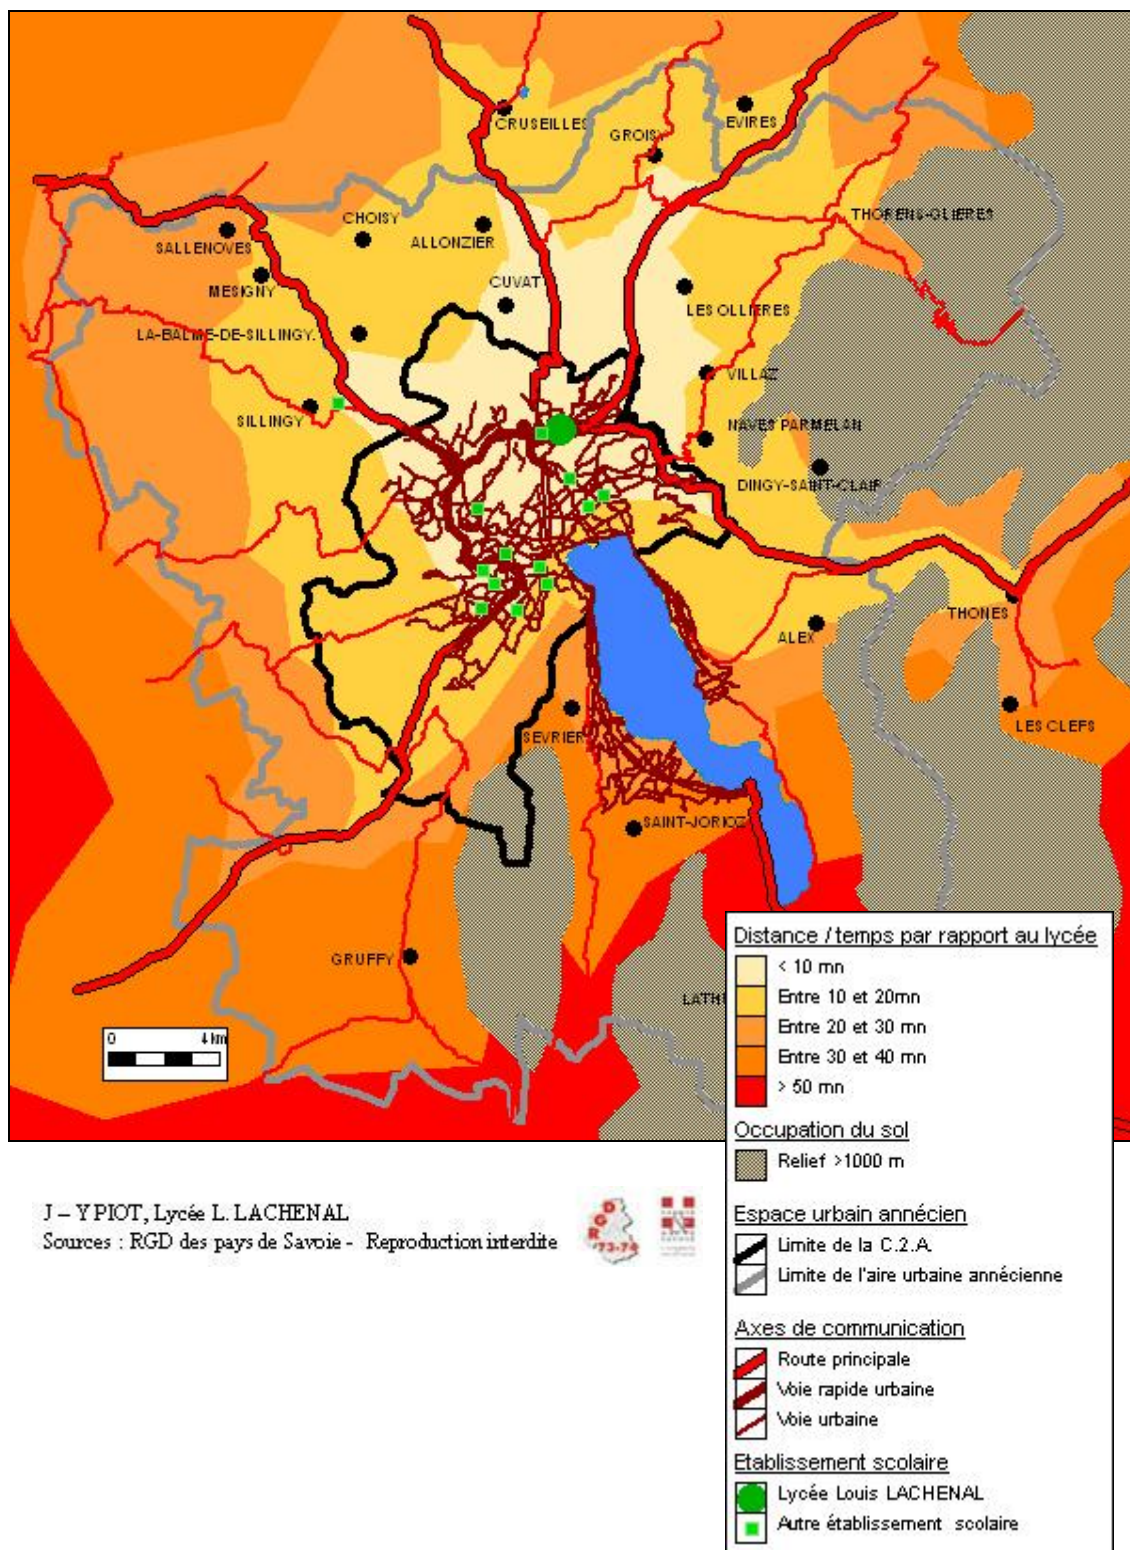 CRUSEILLES
EVIRES
GROISY
THORENS-GLIERES
CHOISY
ALLONZIER
SALLENOVES
MESIGNY
CUVAT
LES OLLIERES
LA-BALME-DE-SILLINGY.
VILLAZ
SILLINGY
NAVES PARMELAN
DINGY-SAINT-CLAIR
THONES
ALEX
LES CLEFS
SEVRIER
SAINT-JORIOZ
GRUFFY
0 4 km
Distance / temps par rapport au lycée
< 10 mn
Entre 10 et 20mn
Entre 20 et 30 mn
Entre 30 et 40 mn
> 50 mn
Occupation du sol
Relief >1000 m
Espace urbain annécien
Limite de la C.2.A.
Limite de l'aire urbaine annécienne
Axes de communication
Route principale
Voie rapide urbaine
Voie urbaine
Etablissement scolaire
Lycée Louis LACHENAL
Autre établissement scolaire
J – Y PIOT, Lycée L. LACHENAL
Sources : RGD des pays de Savoie - Reproduction interdite
RGD
73-74